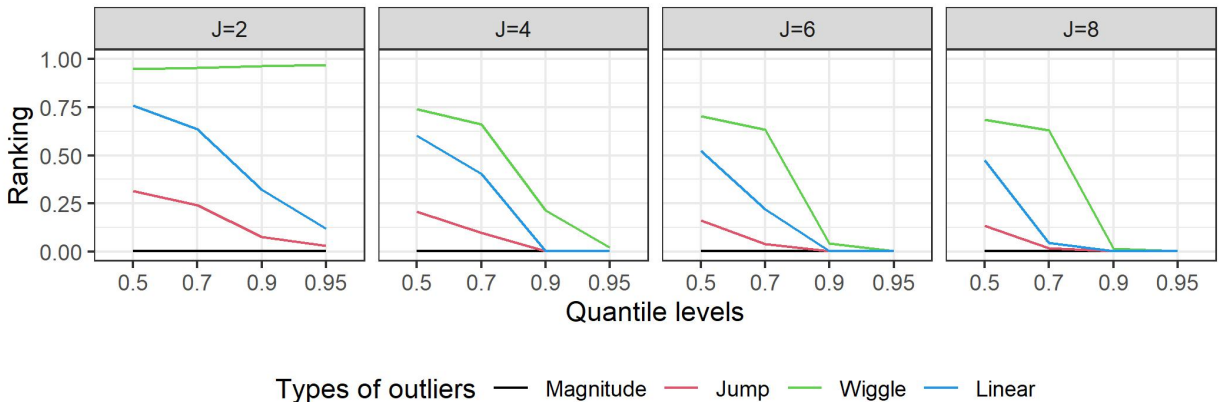 J=2 J=4 J=6 J=8
1.00
0.75
0.50
0.25
0.00
Ranking
0.5 0.7 0.9 0.95 0.5 0.7 0.9 0.95 0.5 0.7 0.9 0.95 0.5 0.7 0.9 0.95
Quantile levels
Types of outliers Magnitude Jump Wiggle Linear